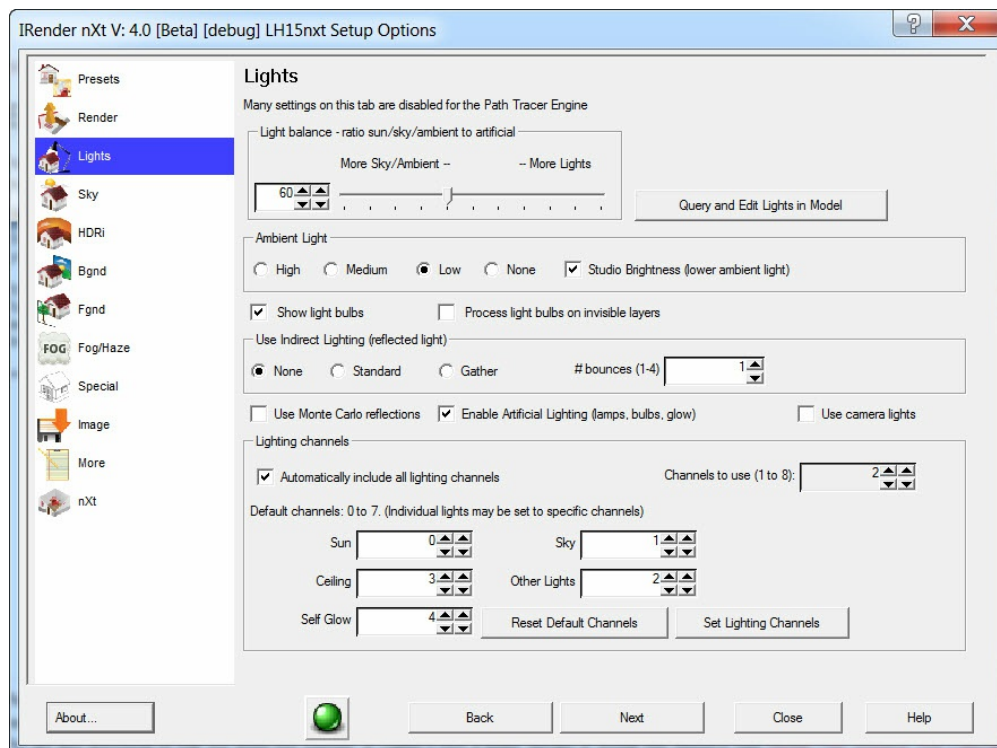 IRender nXt V: 4.0 [Beta] [debug] LH15nxt Setup Options
Presets
Render
Lights
Sky
HDRi
Bgnd
Fgnd
FOG Fog/Haze
Special
Image
More
nXt
Lights
Many settings on this tab are disabled for the Path Tracer Engine
Light balance - ratio sun/sky/ambient to artificial
More Sky/Ambient -- -- More Lights
60
Query and Edit Lights in Model
Ambient Light
High Medium Low None Studio Brightness (lower ambient light)
Show light bulbs Process light bulbs on invisible layers
Use Indirect Lighting (reflected light)
None Standard Gather # bounces (1-4) 1
Use Monte Carlo reflections Enable Artificial Lighting (lamps, bulbs, glow) Use camera lights
Lighting channels
Automatically include all lighting channels Channels to use (1 to 8): 2
Default channels: 0 to 7. (Individual lights may be set to specific channels)
Sun 0 Sky 1
Ceiling 3 Other Lights 2
Self Glow 4 Reset Default Channels Set Lighting Channels
About... Back Next Close Help